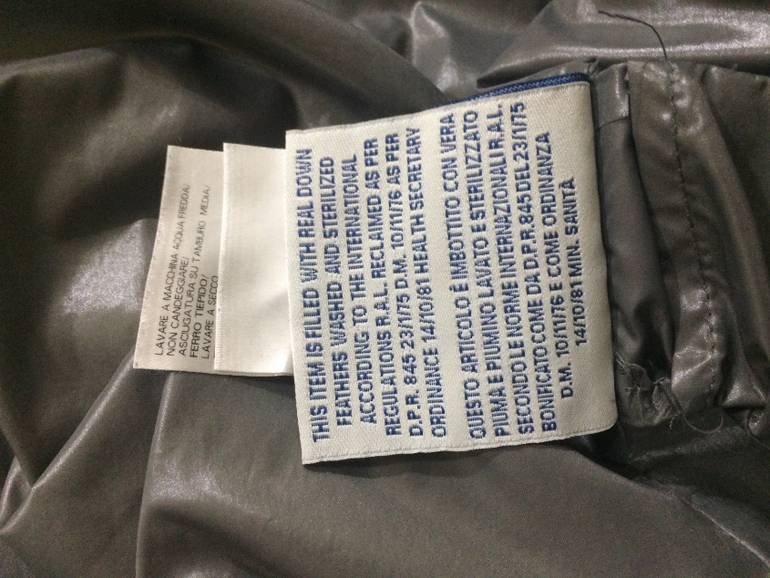 LAVARE A MACCHINA ACQUA FREDDA/
NON CANDEGGIARE/
ASCIUGATURA SU TAMBURO MEDIA/
FERRO TIEPIDO/
LAVARE A SECCO
THIS ITEM IS FILLED WITH REAL DOWN
FEATHERS WASHED AND STERILIZED
ACCORDING TO THE INTERNATIONAL
REGULATIONS R.A.L. RECLAIMED AS PER
D.P.R. 845 23/1/75 D.M. 10/11/76 AS PER
ORDINANCE 14/10/81 HEALTH SECRETARY
QUESTO ARTICOLO È IMBOTTITO CON VERA
PIUMA E PIUMINO LAVATO E STERILIZZATO
SECONDO LE NORME INTERNAZIONALI R.A.L.
BONIFICATO COME DA D.P.R. 845 DEL 23/1/75
D.M. 10/11/76 E COME ORDINANZA
14/10/81 MIN. SANITÀ